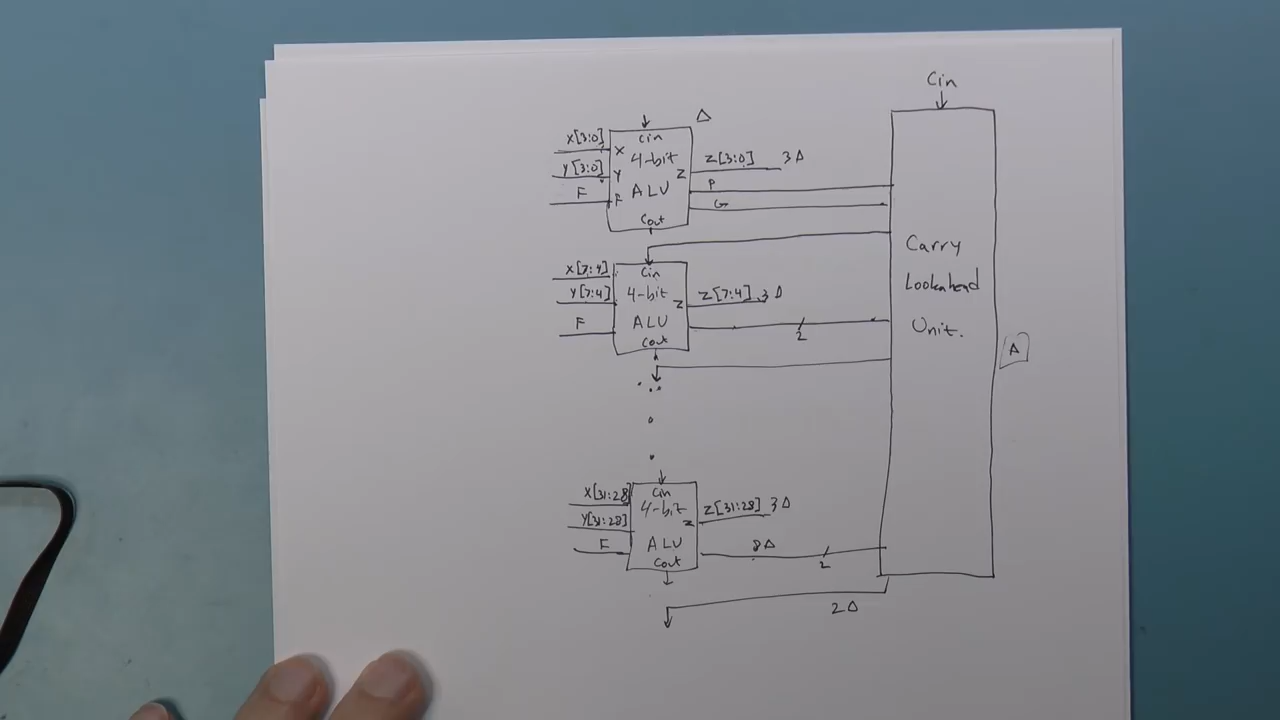 Cin
Δ
X[3:0]
Y[3:0]
F
Cin
X
4-bit
Y
Z
ALU
F
Cout
Z[3:0] 3Δ
P
G
Carry
Lookahead
Unit.
Δ
X[7:4]
Y[7:4]
F
Cin
4-bit
Z
ALU
Cout
Z[7:4] 3Δ
2
X[31:28]
Y[31:28]
F
Cin
4-bit
Z
ALU
Cout
Z[31:28] 3Δ
8Δ
2
2Δ